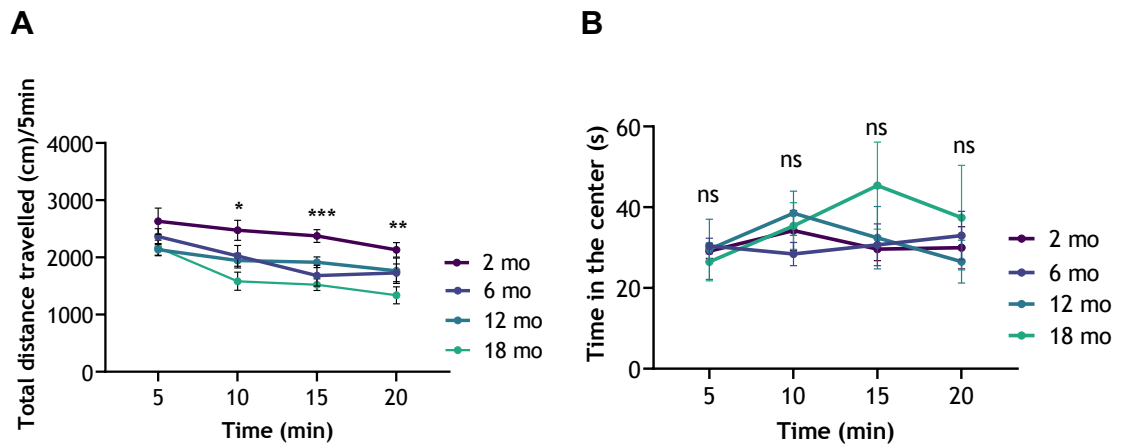 A
Total distance travelled (cm)/5min
4000
3000
2000
1000
0
*
***
**
5 10 15 20
Time (min)
2 mo
6 mo
12 mo
18 mo
B
Time in the center (s)
60
40
20
0
ns
ns
ns
ns
5 10 15 20
Time (min)
2 mo
6 mo
12 mo
18 mo